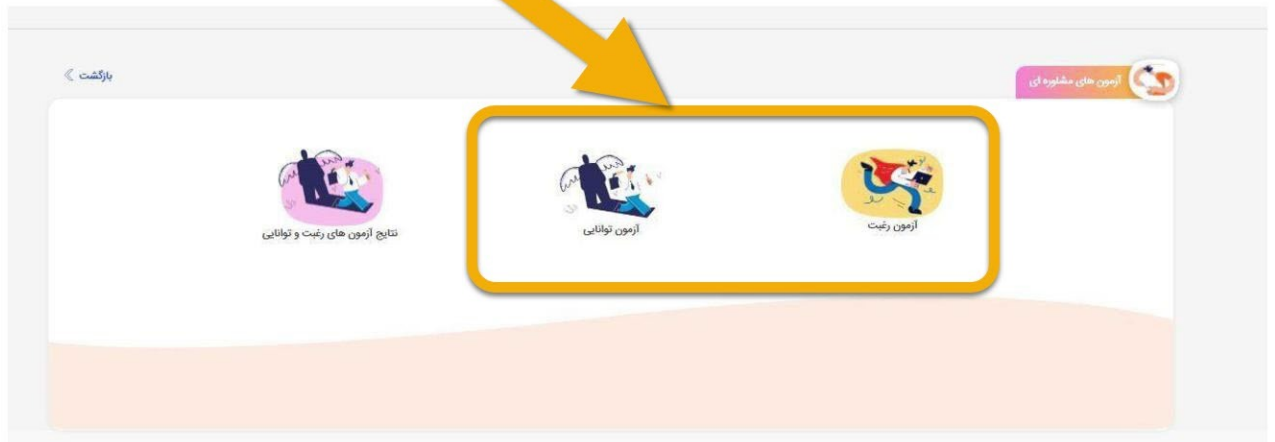 آزمون های مشاوره ای
بازگشت
آزمون رغبت
آزمون توانایی
نتایج آزمون های رغبت و توانایی